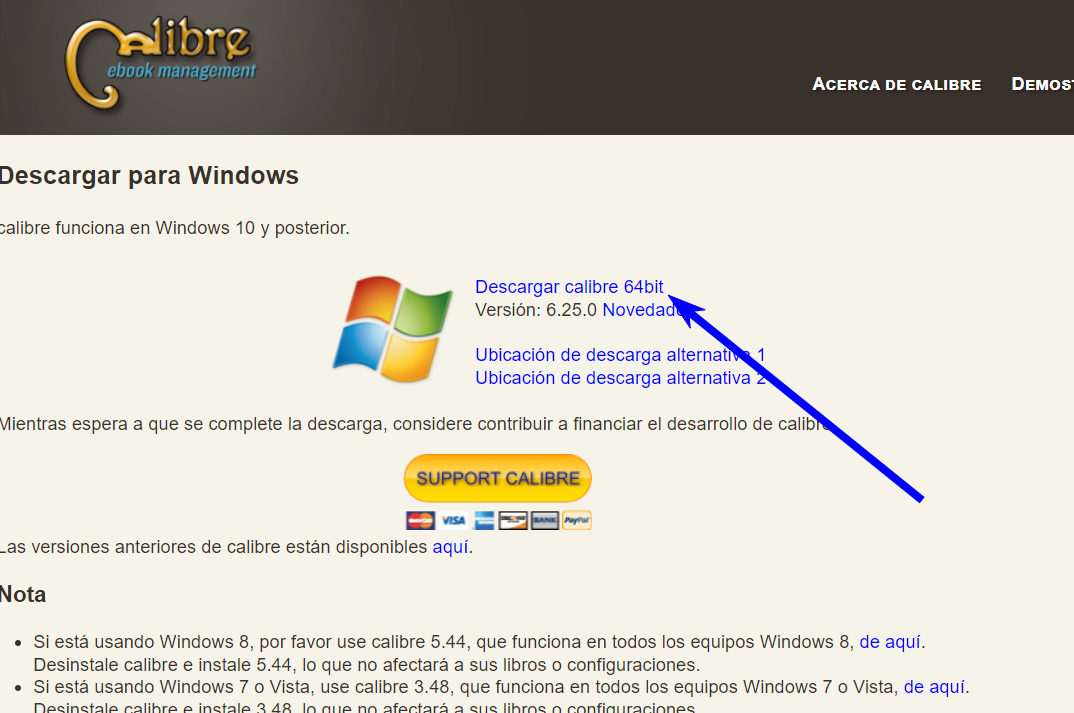 Calibre
ebook management
ACERCA DE CALIBRE
Descargar para Windows
calibre funciona en Windows 10 y posterior.
Descargar calibre 64bit
Versión: 6.25.0 Novedade
Ubicación de descarga alternativa 1
Ubicación de descarga alternativa 2
Mientras espera a que se complete la descarga, considere contribuir a financiar el desarrollo de calibre
SUPPORT CALIBRE
VISA
BANK
PayPal
Las versiones anteriores de calibre están disponibles aquí.
Nota
Si está usando Windows 8, por favor use calibre 5.44, que funciona en todos los equipos Windows 8, de aquí.
Desinstale calibre e instale 5.44, lo que no afectará a sus libros o configuraciones.
Si está usando Windows 7 o Vista, use calibre 3.48, que funciona en todos los equipos Windows 7 o Vista, de aquí.
Desinstale calibre e instale 3.48, lo que no afectará a sus libros o configuraciones.